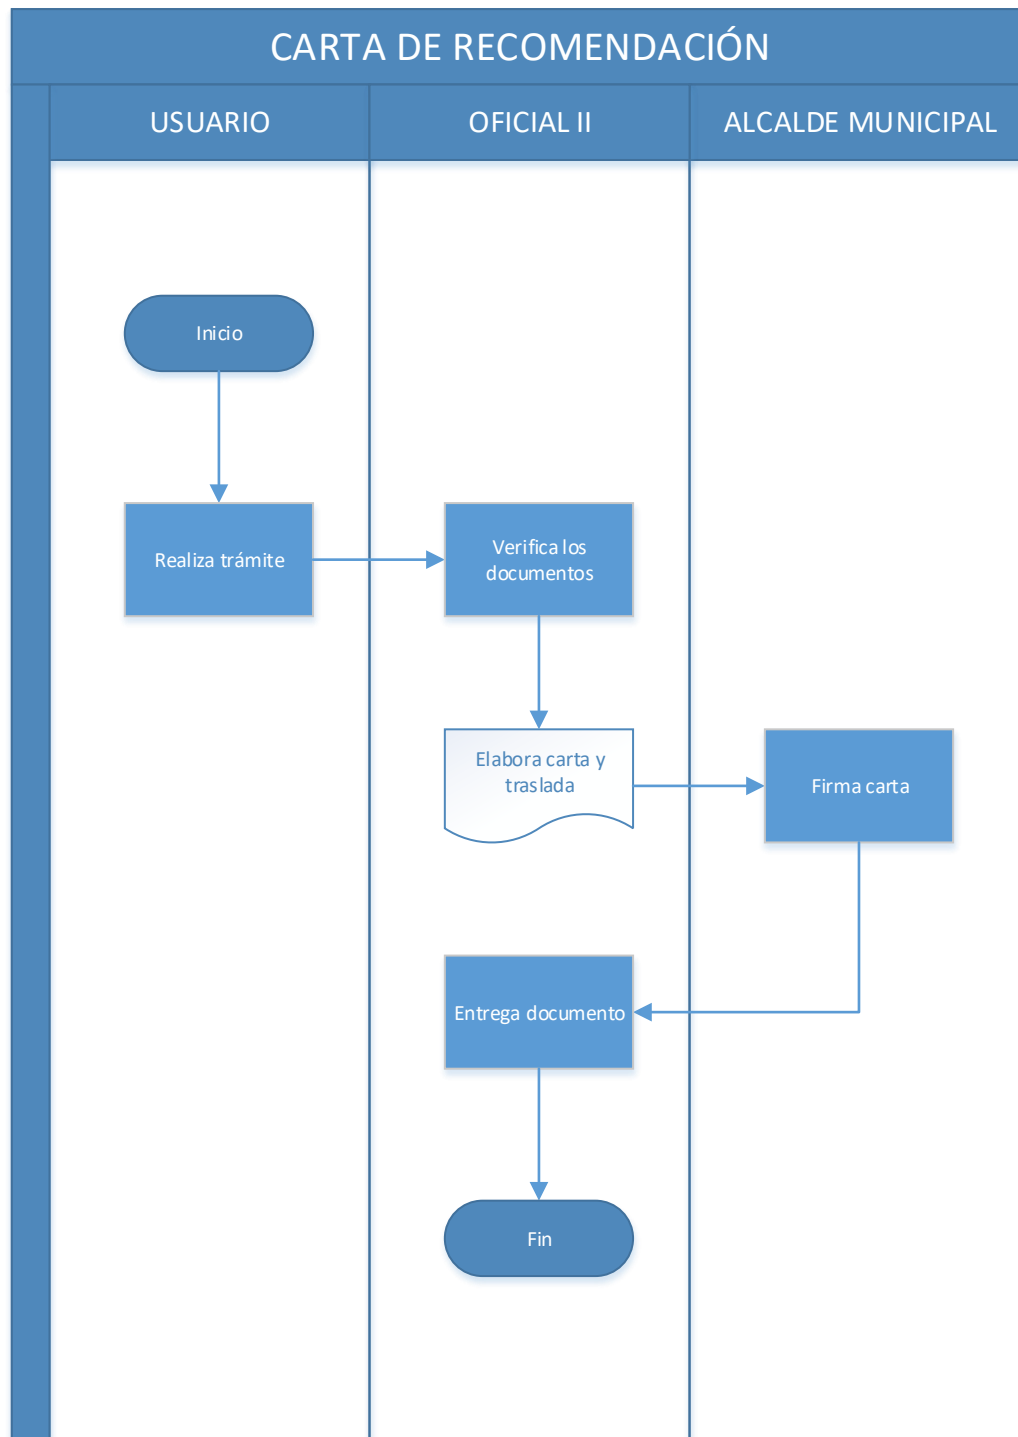 CARTA DE RECOMENDACIÓN
USUARIO
OFICIAL II
ALCALDE MUNICIPAL
Inicio
Realiza trámite
Verifica los
documentos
Elabora carta y
traslada
Firma carta
Entrega documento
Fin